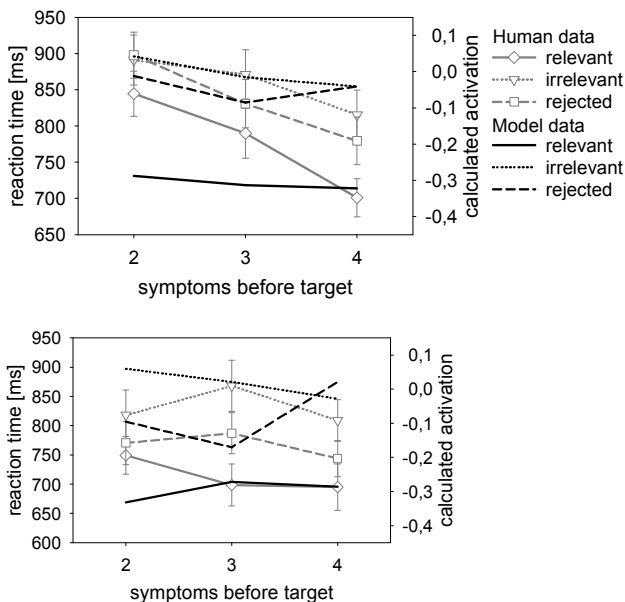 950
900
850
800
750
700
650
reaction time [ms]
0,1
0,0
-0,1
-0,2
-0,3
-0,4
calculated activation
2 3 4
symptoms before target
Human data
relevant
irrelevant
rejected
Model data
relevant
irrelevant
rejected
950
900
850
800
750
700
650
600
reaction time [ms]
0,1
0,0
-0,1
-0,2
-0,3
-0,4
calculated activation
2 3 4
symptoms before target